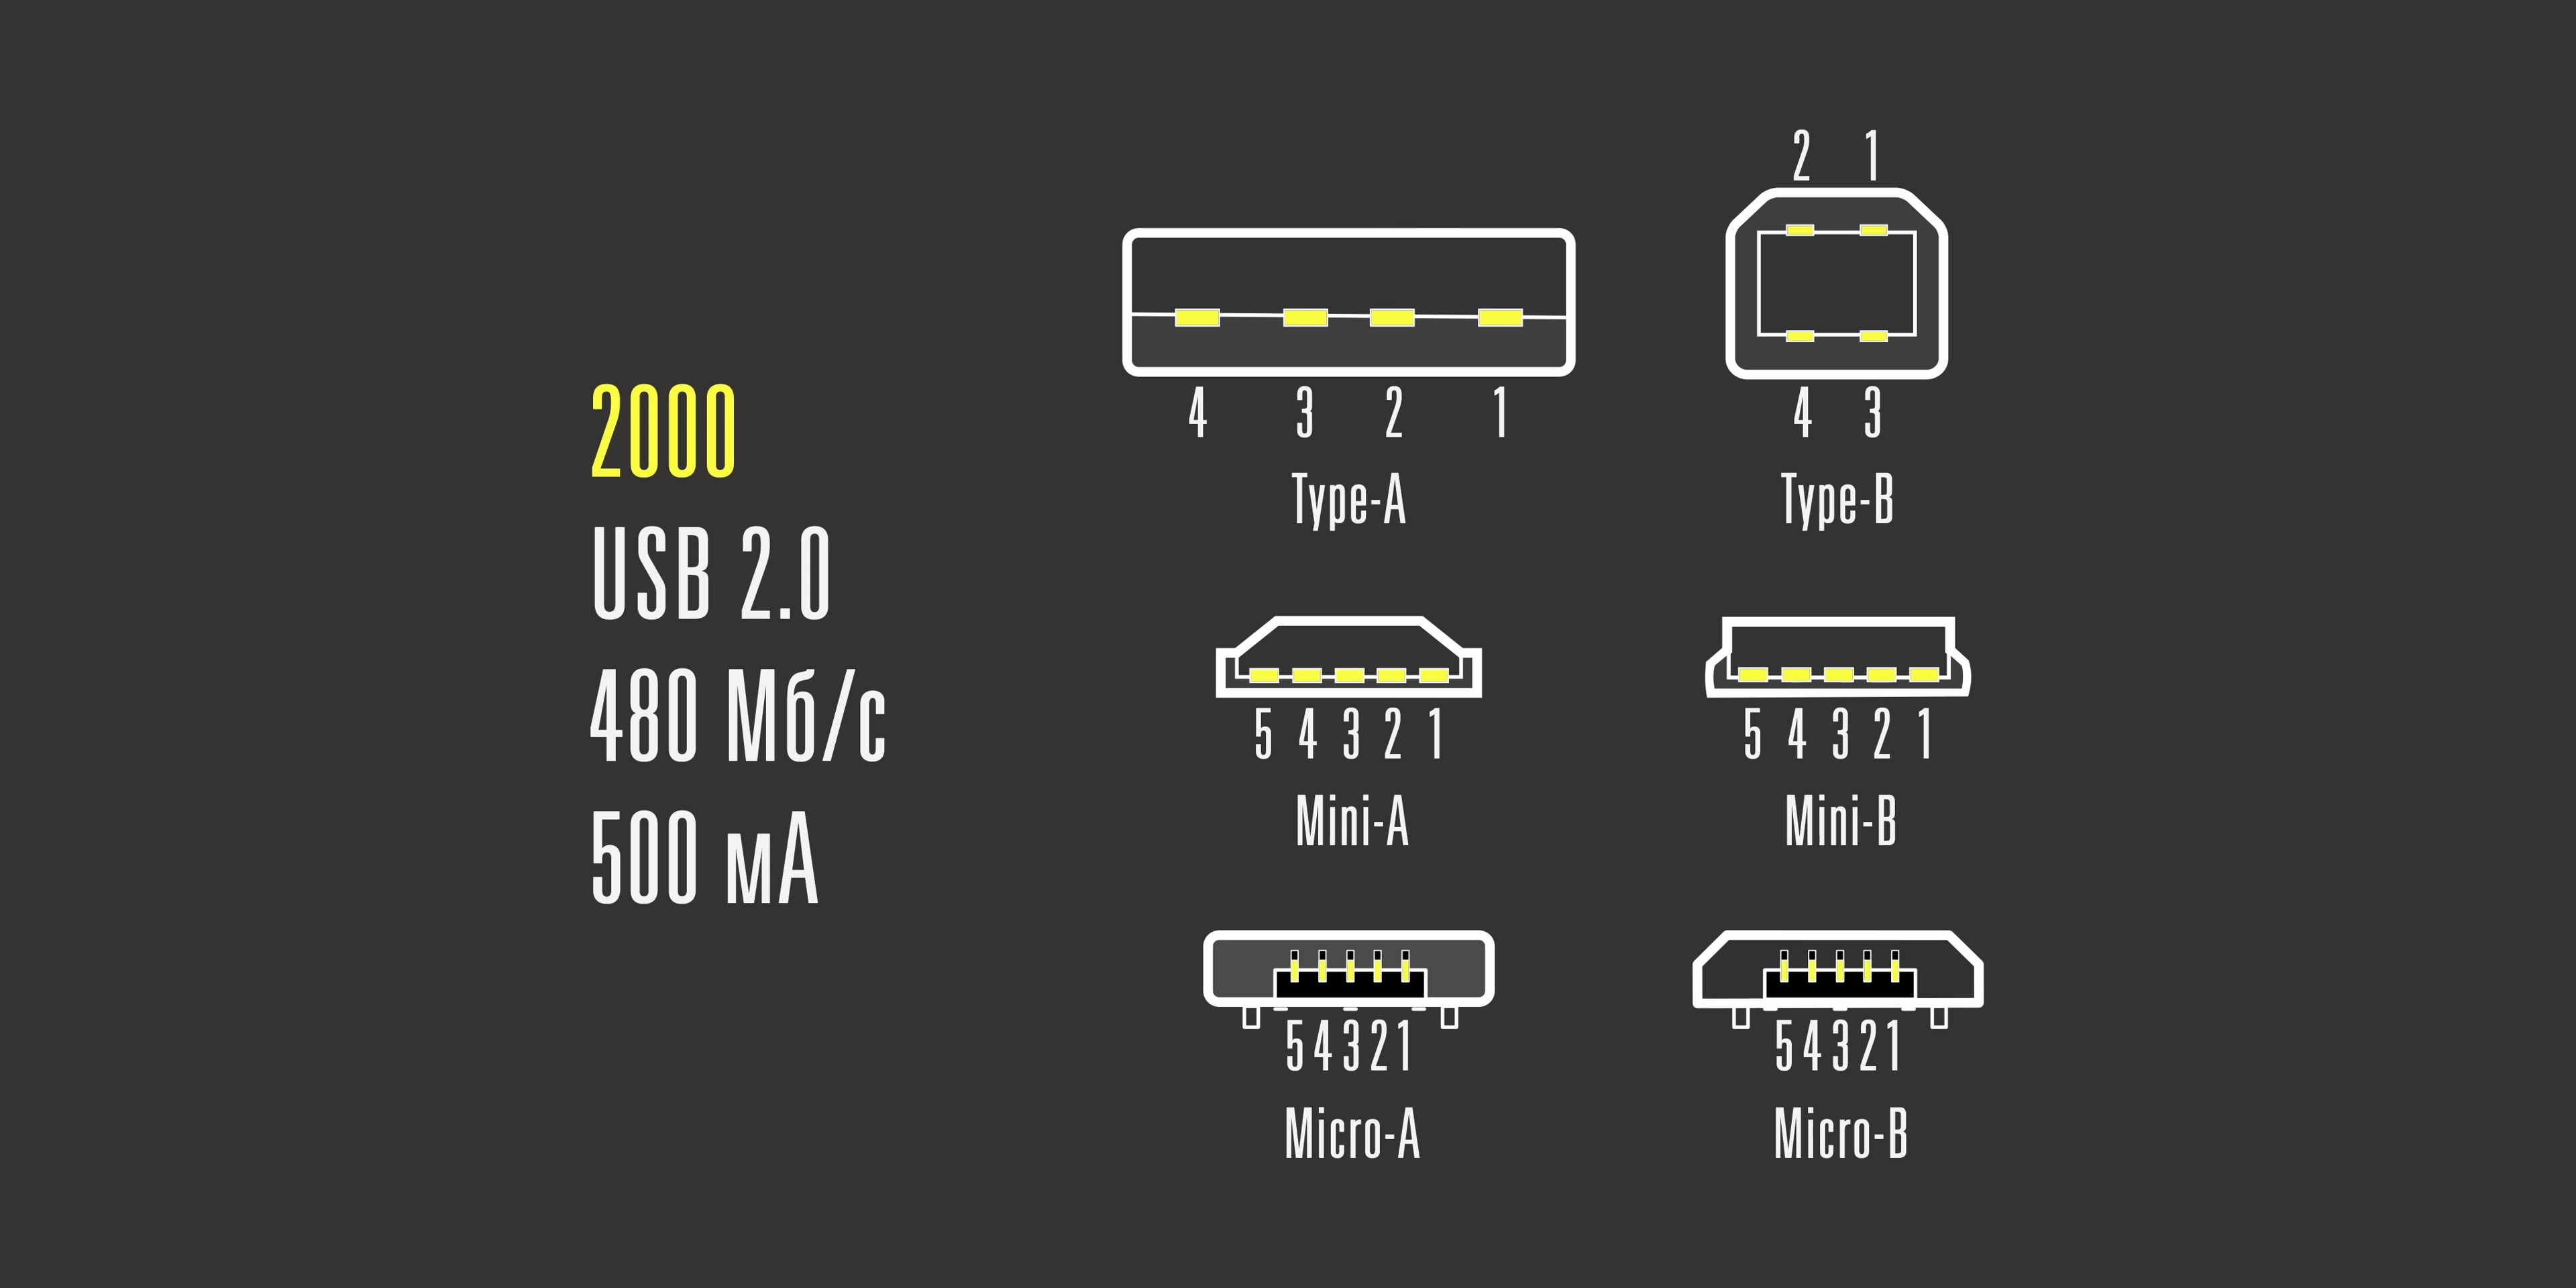 2000
USB 2.0
480 Мб/с
500 мА
2 1
4 3 2 1
Type-A
4 3
Type-B
5 4 3 2 1
Mini-A
5 4 3 2 1
Mini-B
5 4 3 2 1
Micro-A
5 4 3 2 1
Micro-B